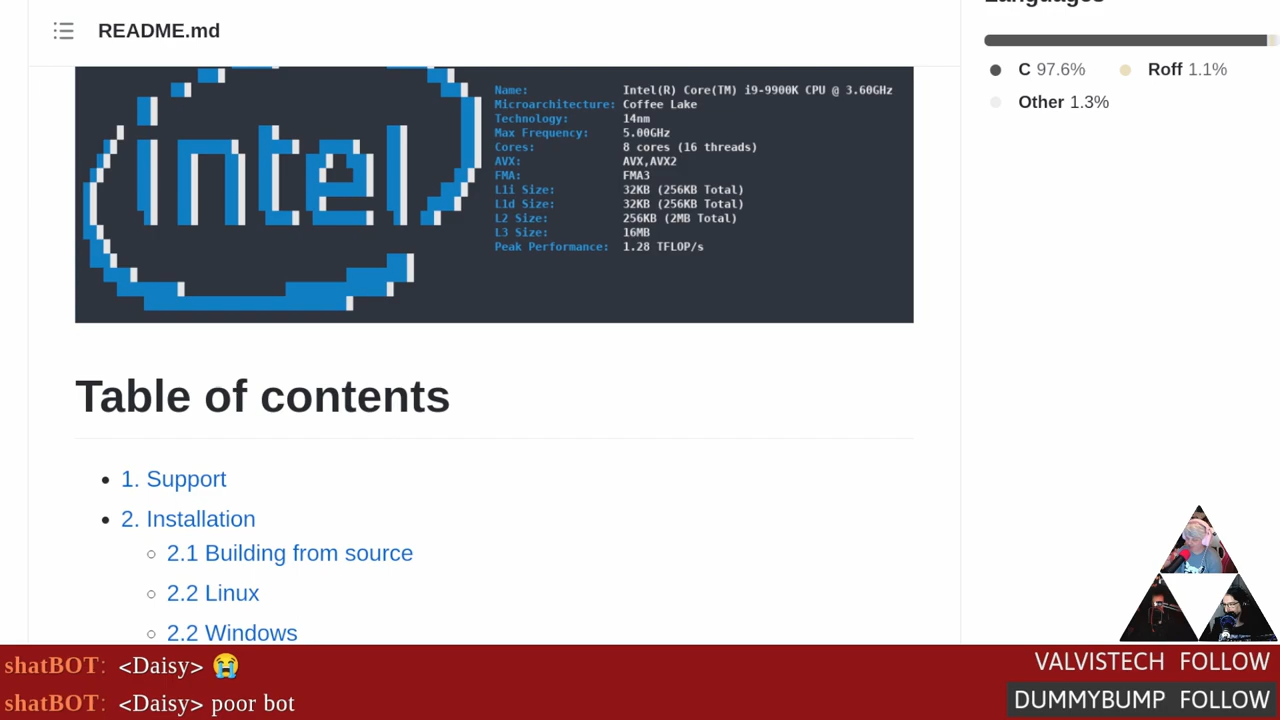 README.md
Languages
C 97.6%
Roff 1.1%
Other 1.3%
intel
Name: Intel(R) Core(TM) i9-9900K CPU @ 3.60GHz
Microarchitecture: Coffee Lake
Technology: 14nm
Max Frequency: 5.00GHz
Cores: 8 cores (16 threads)
AVX: AVX,AVX2
FMA: FMA3
L1i Size: 32KB (256KB Total)
L1d Size: 32KB (256KB Total)
L2 Size: 256KB (2MB Total)
L3 Size: 16MB
Peak Performance: 1.28 TFLOP/s
Table of contents
1. Support
2. Installation
2.1 Building from source
2.2 Linux
2.2 Windows
shatBOT: <Daisy> 😭
shatBOT: <Daisy> poor bot
VALVISTECH FOLLOW
DUMMYBUMP FOLLOW